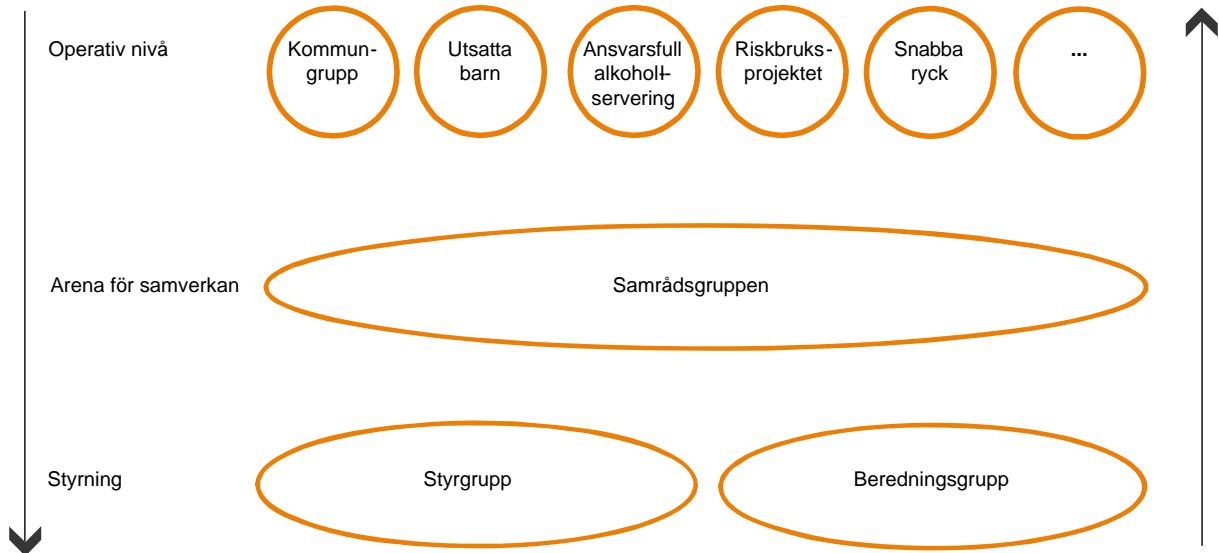 Operativ nivå
Kommun-
grupp
Utsatta
barn
Ansvarsfull
alkohol-
servering
Riskbruks-
projektet
Snabba
ryck
...
Arena för samverkan
Samrådsgruppen
Styrning
Styrgrupp
Beredningsgrupp